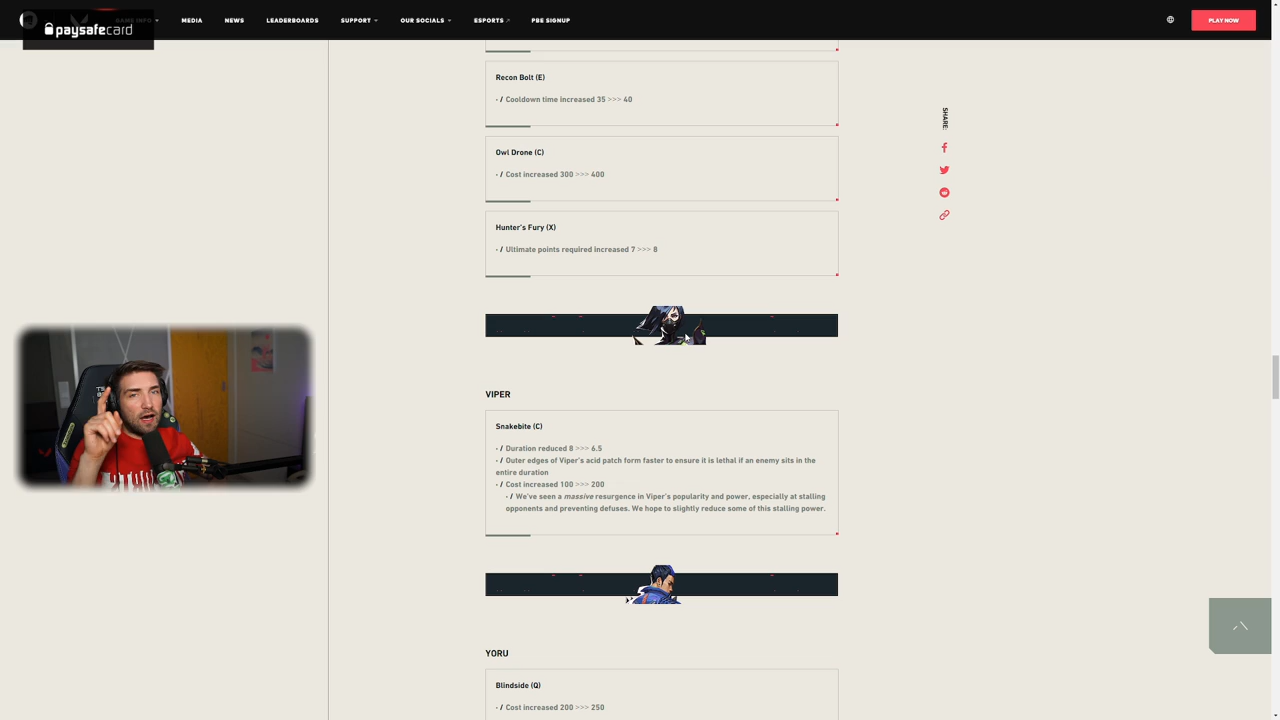 GAME INFO
MEDIA
NEWS
LEADERBOARDS
SUPPORT
OUR SOCIALS
ESPORTS
PBE SIGNUP
PLAY NOW
paysafecard
Recon Bolt (E)
· / Cooldown time increased 35 >>> 40
SHARE:
Owl Drone (C)
· / Cost increased 300 >>> 400
Hunter's Fury (X)
· / Ultimate points required increased 7 >>> 8
VIPER
Snakebite (C)
· / Duration reduced 8 >>> 6.5
· / Outer edges of Viper's acid patch form faster to ensure it is lethal if an enemy sits in the
entire duration
· / Cost increased 100 >>> 200
· / We've seen a massive resurgence in Viper's popularity and power, especially at stalling
opponents and preventing defuses. We hope to slightly reduce some of this stalling power.
YORU
Blindside (Q)
· / Cost increased 200 >>> 250